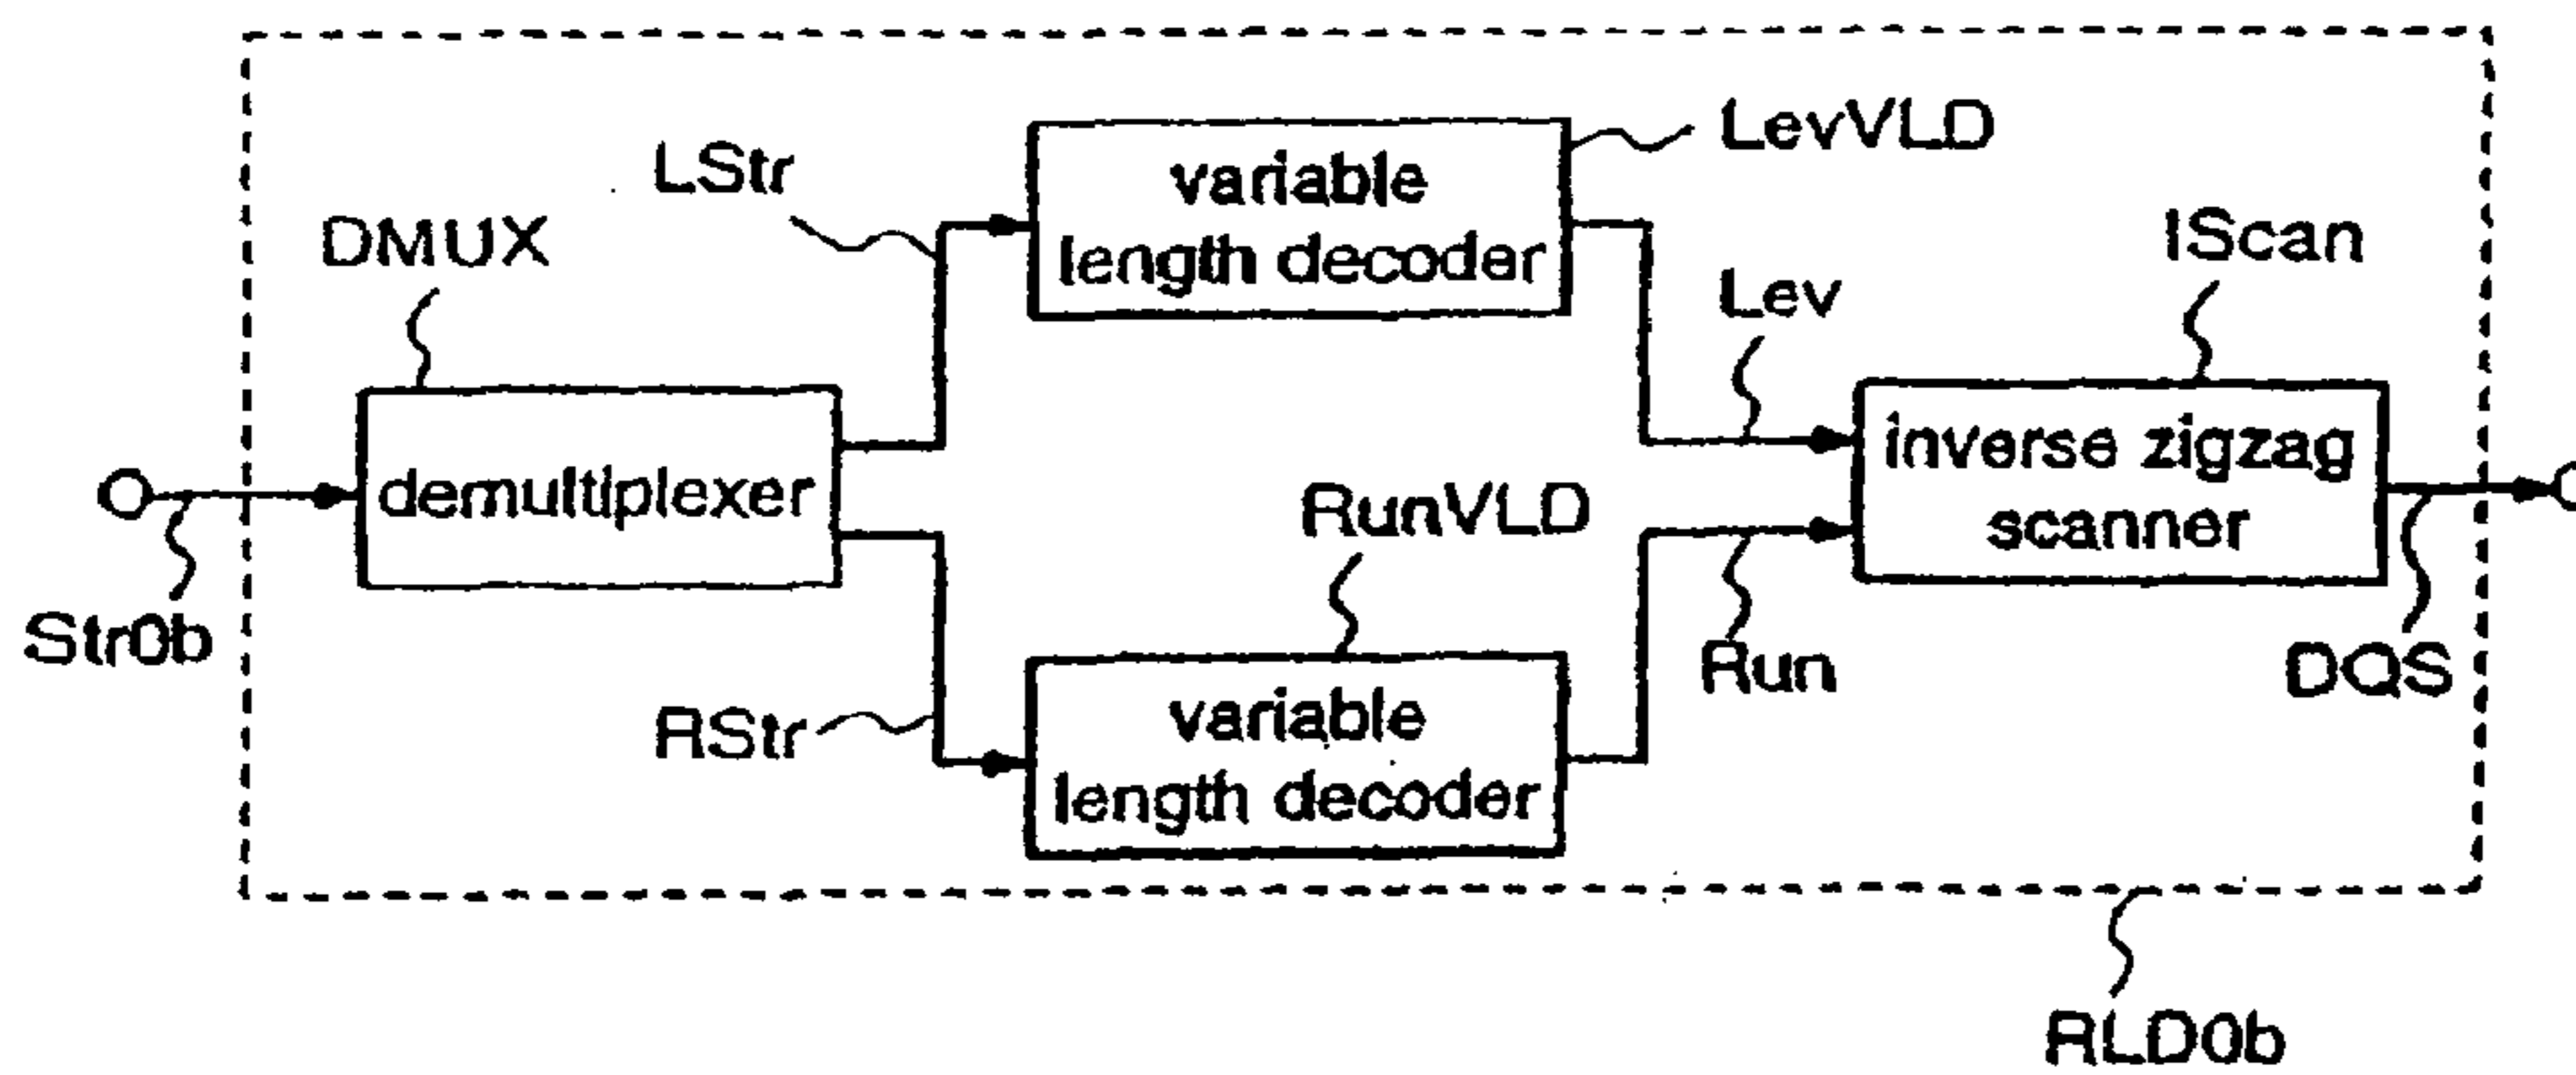 LevVLD
LStr
variable
length decoder
DMUX
IScan
Lev
demultiplexer
inverse zigzag
scanner
RunVLD
Str0b
Run
DQS
RStr
variable
length decoder
RLD0b